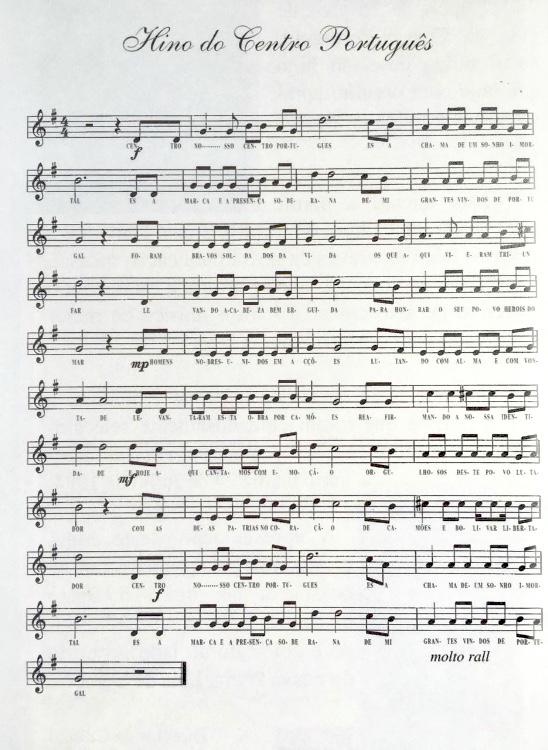 Hino do Centro Português
4 4
f
CEN- TRO NO......... SSO CEN- TRO POR-TU- GUES ES A CHA- MA DE UM SO-NHO I-MOR-
TAL ES A MAR- CA E A PRESEN- ÇA SO- BE- RA- NA DE MI GRAN- TES VIN- DOS DE POR- TU
GAL FO- RAM BRA- VOS SOL- DA DOS DA VI- DA OS QUE A- QUI VI- E- RAM TRI- UN
FAR LE VAN- DO A CA- BE- ZA BEM ER- GUI- DA PA- RA HON- RAR O SEU PO- VO HEROIS DO
mp
MAR HOMENS NO- BRES- U- NI- DOS EM A CÇÕ- ES LU- TAN- DO COM AL- MA E COM VON-
TA- DE LE- VAN- TA-RAM ES- TA O- BRA POR CA- MÕ- ES REA- FIR- MAN- DO A NO- SSA IDEN- TI-
mf
DA- DE E HOJE A- QUI CAN-TA- MOS COM E- MO- ÇÃ- O OR- GU- LHO- SOS DES- TE PO- VO LU-TA-
DOR COM AS DU- AS PA- TRIAS NO CO-RA- ÇÃ- O DE CA- MÕES E BO- LI- VAR LI-BER-TA-
f
DOR CEN- TRO NO......... SSO CEN- TRO POR-TU- GUES ES A CHA- MA DE UM SO-NHO I-MOR-
TAL ES A MAR- CA E A PRE-SEN- ÇA SO-BE RA- NA DE MI GRAN- TES VIN- DOS DE POR-TU-
molto rall
GAL